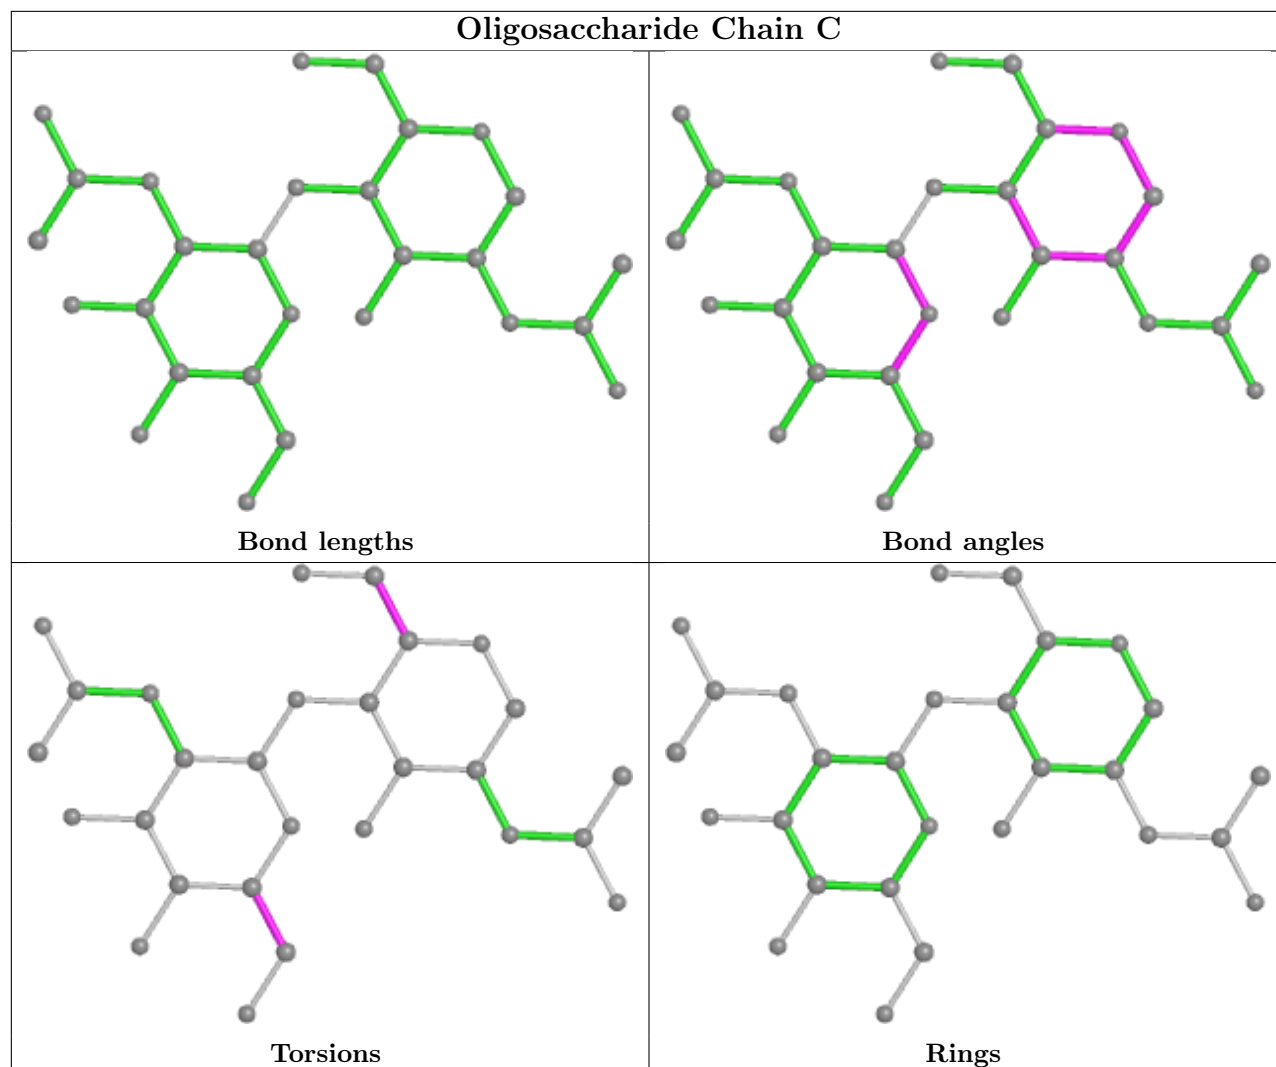 Oligosaccharide Chain C
Bond lengths
Bond angles
Torsions
Rings